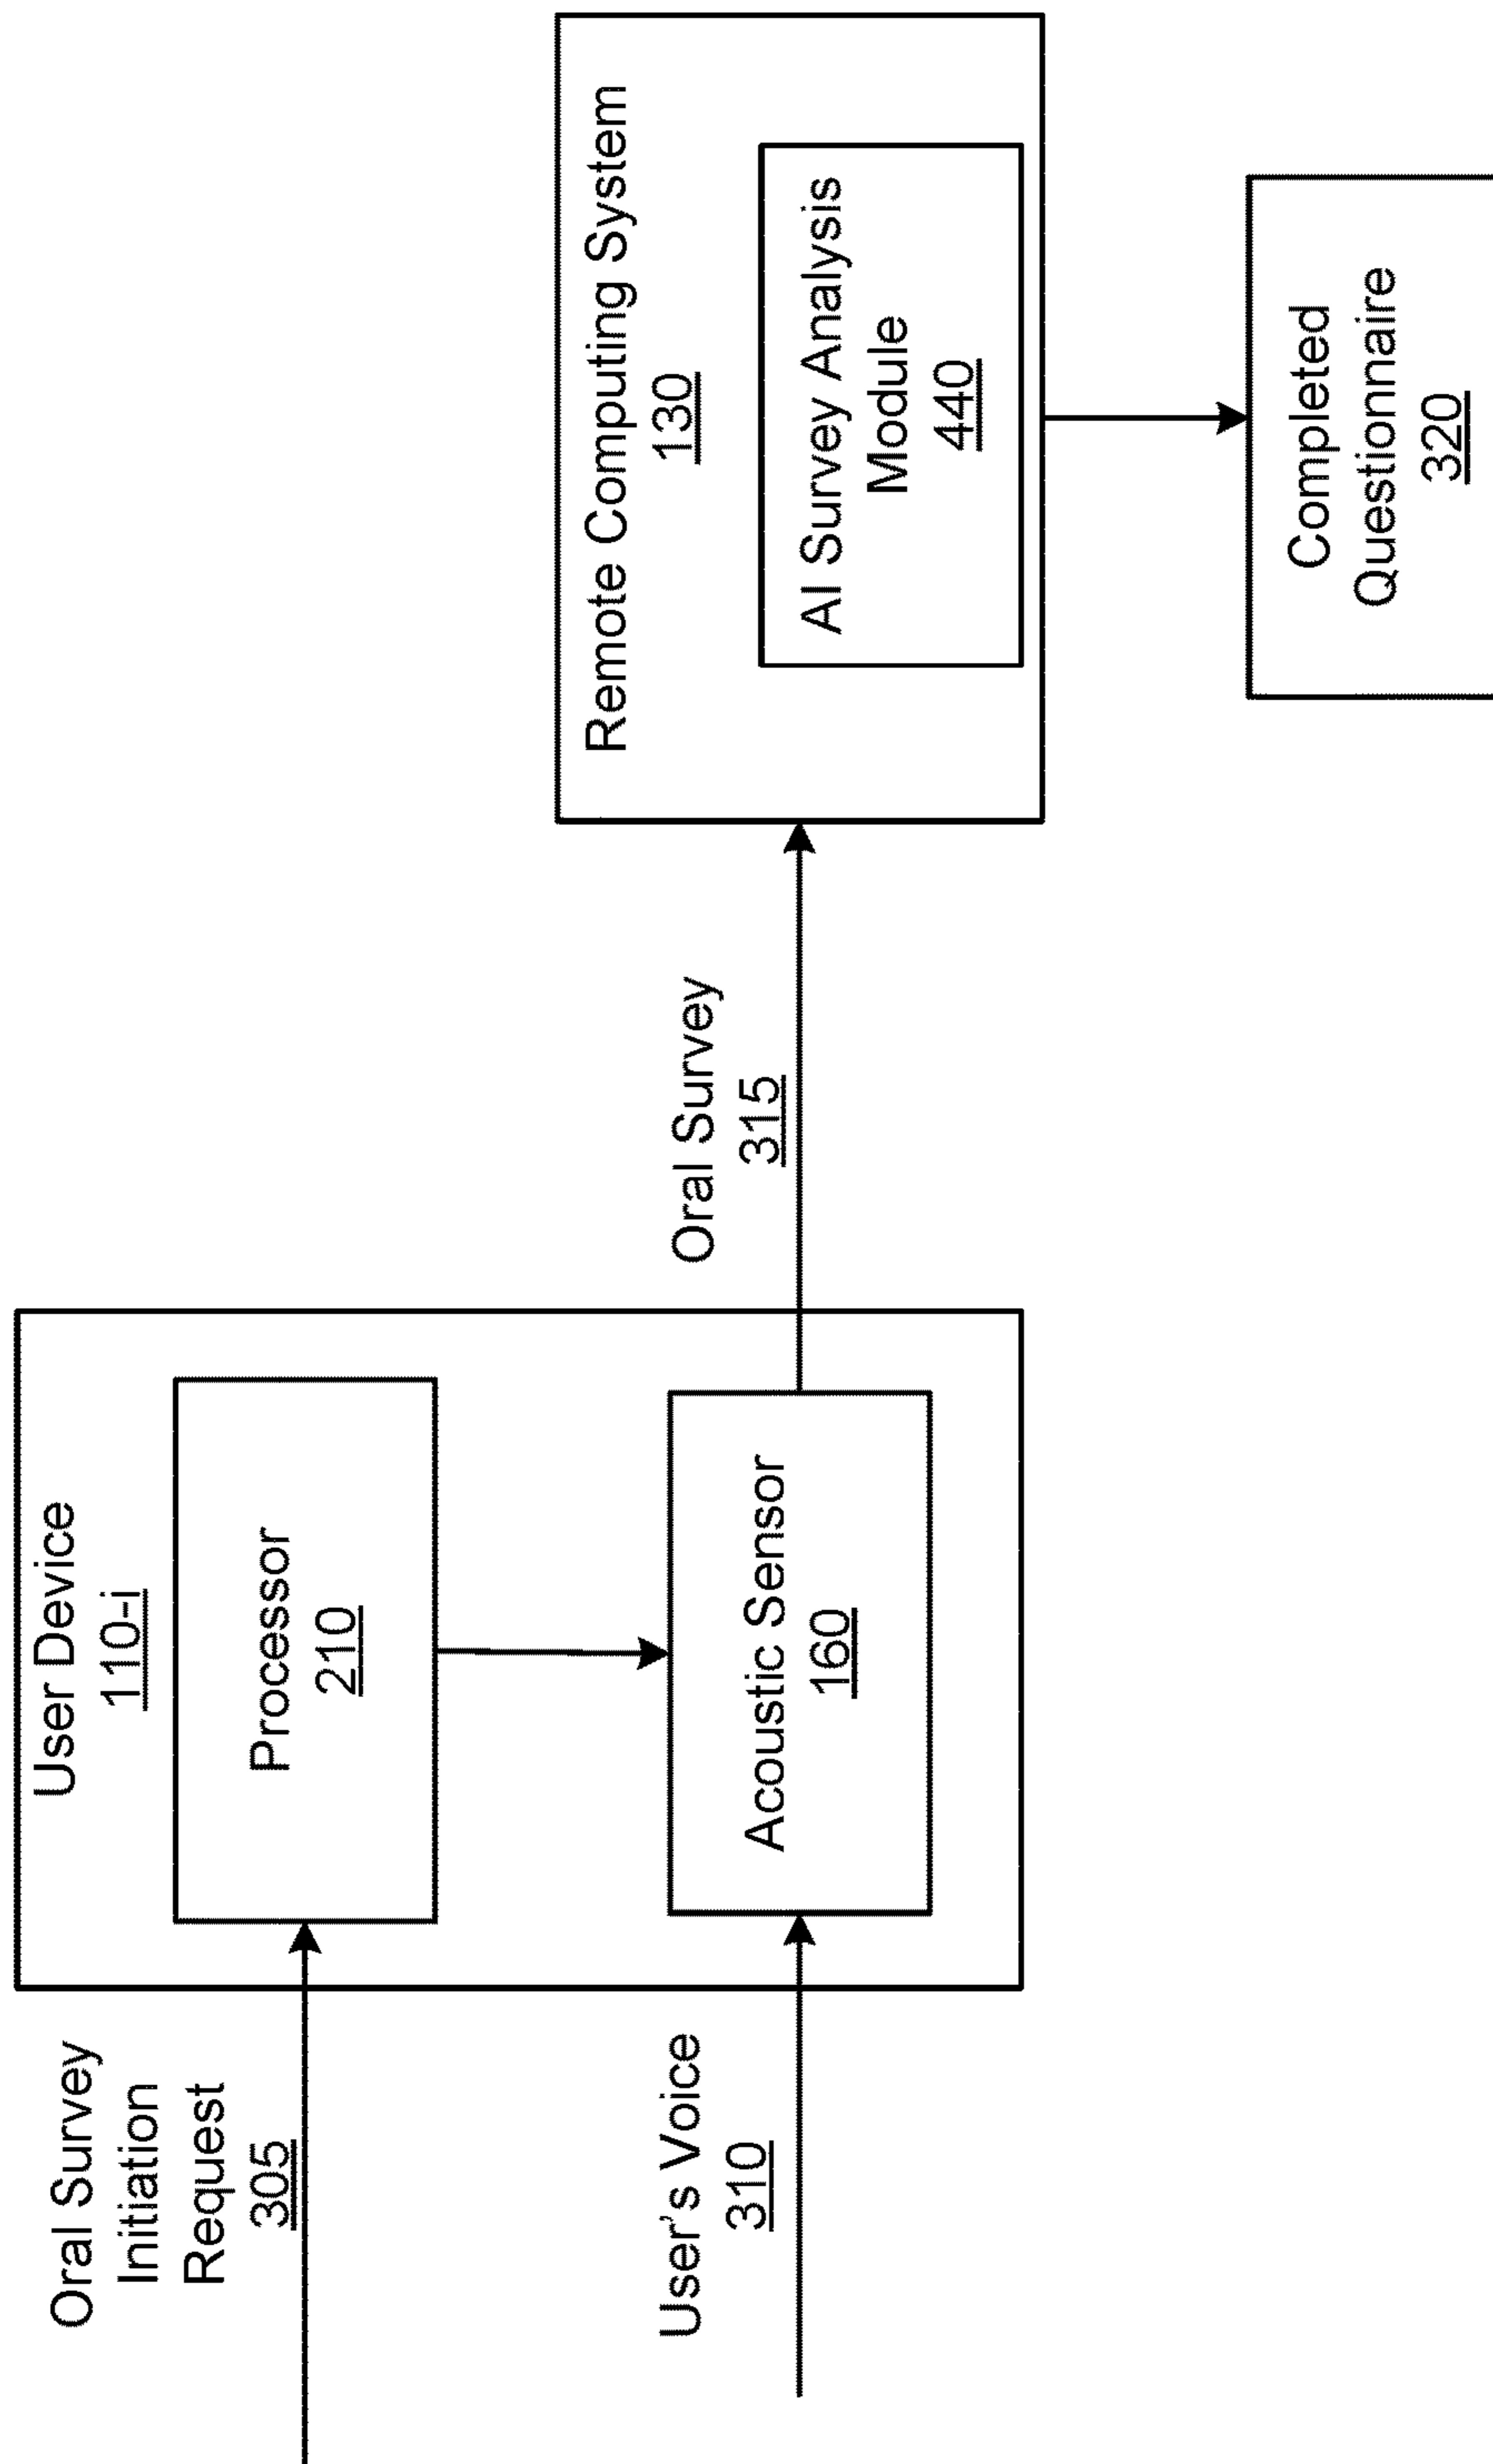 Oral Survey
Initiation
Request
305
User's Voice
310
User Device
110-i
Processor
210
Acoustic Sensor
160
Oral Survey
315
Remote Computing System
130
AI Survey Analysis
Module
440
Completed
Questionnaire
320